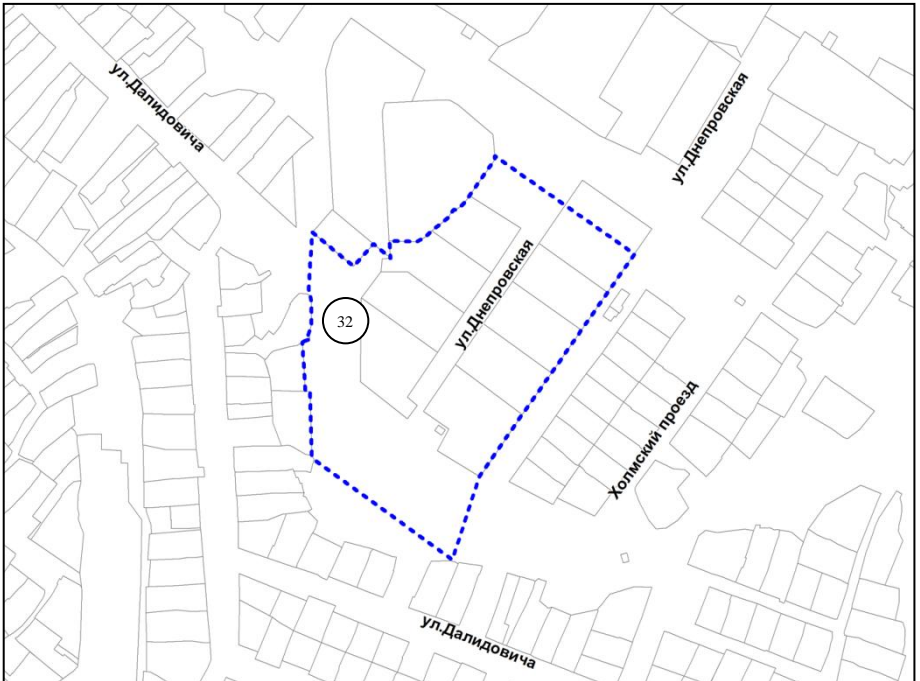 ул.Далидовича
ул.Днепровская
ул.Днепровская
32
Холмский проезд
ул.Далидовича